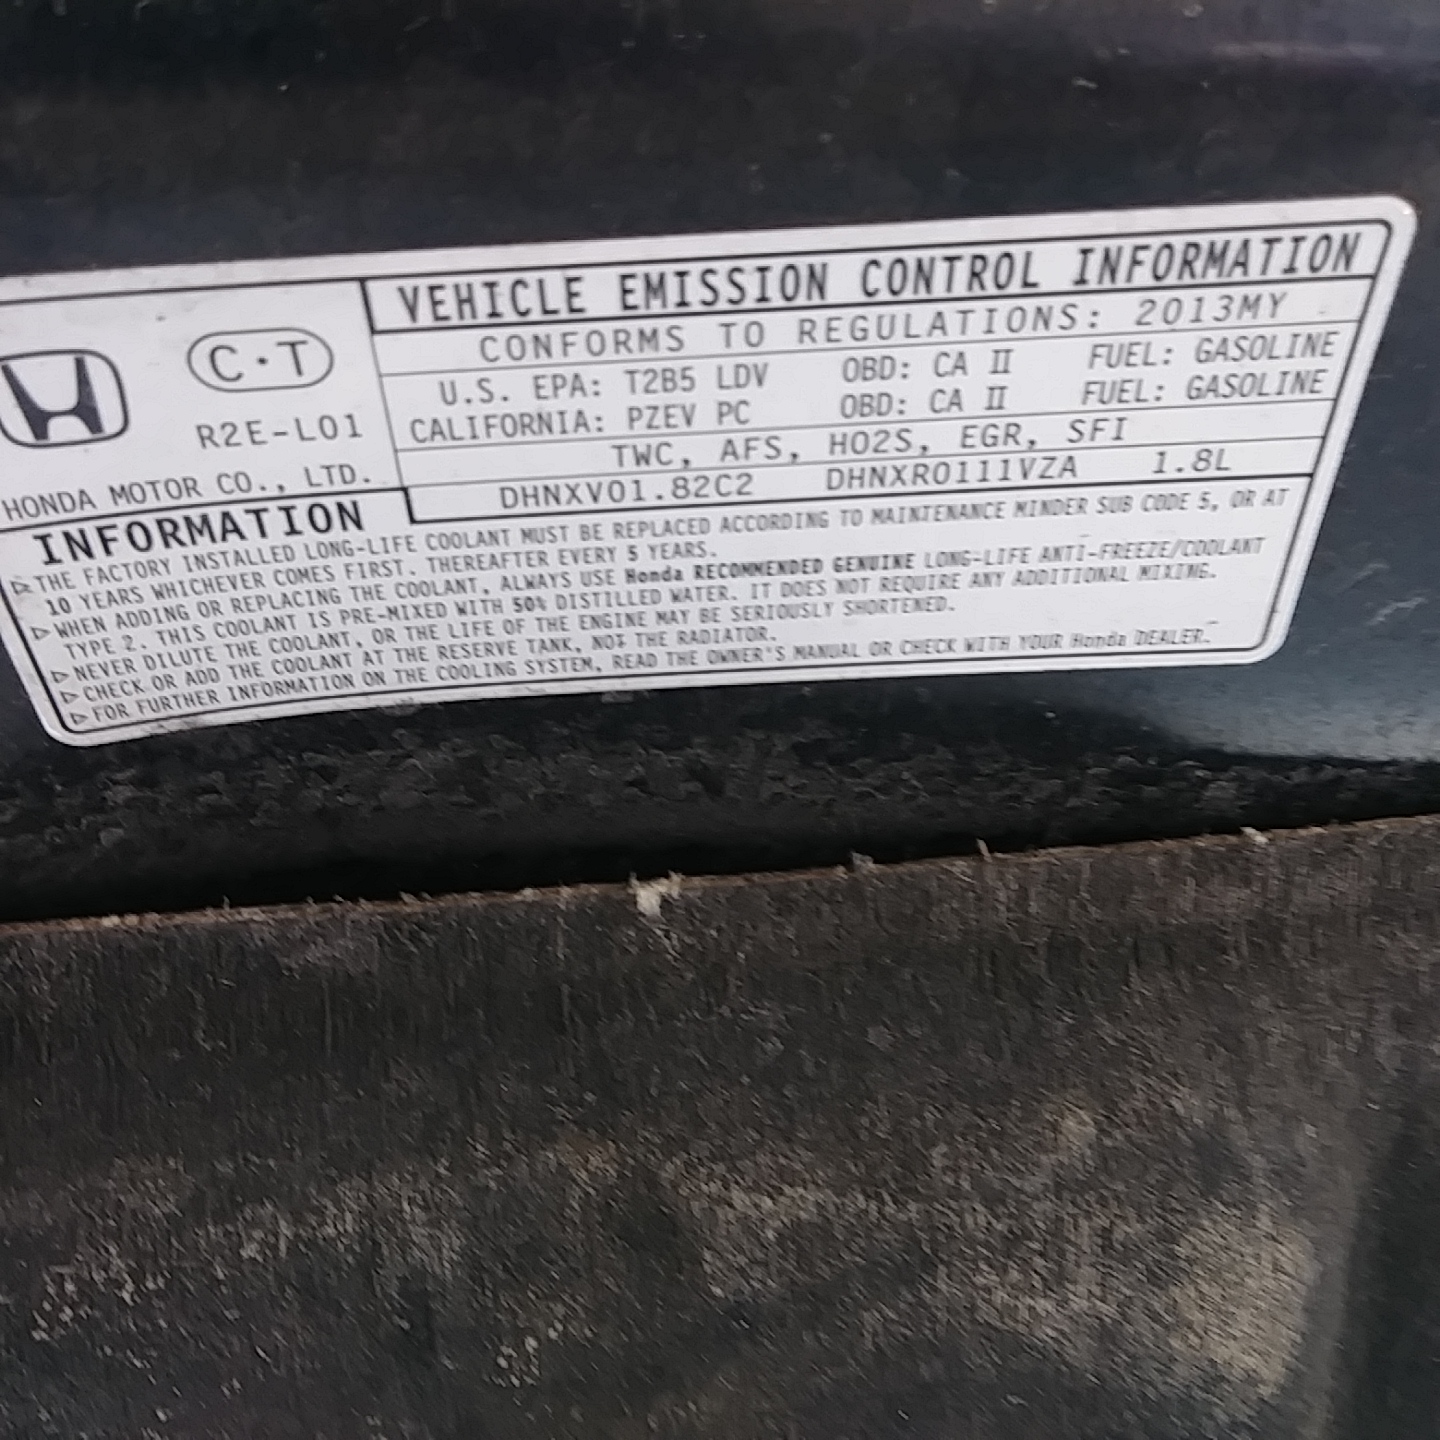 VEHICLE EMISSION CONTROL INFORMATION
CONFORMS TO REGULATIONS: 2013MY
U.S. EPA: T2B5 LDV OBD: CA II FUEL: GASOLINE
CALIFORNIA: PZEV PC OBD: CA II FUEL: GASOLINE
TWC, AFS, HO2S, EGR, SFI
DHNXV01.82C2 DHNXR0111VZA 1.8L
C·T
R2E-L01
HONDA MOTOR CO., LTD.
INFORMATION
▷ THE FACTORY INSTALLED LONG-LIFE COOLANT MUST BE REPLACED ACCORDING TO MAINTENANCE MINDER SUB CODE 5, OR AT
10 YEARS WHICHEVER COMES FIRST. THEREAFTER EVERY 5 YEARS.
▷ WHEN ADDING OR REPLACING THE COOLANT, ALWAYS USE Honda RECOMMENDED GENUINE LONG-LIFE ANTI-FREEZE/COOLANT
TYPE 2. THIS COOLANT IS PRE-MIXED WITH 50% DISTILLED WATER. IT DOES NOT REQUIRE ANY ADDITIONAL MIXING.
▷ NEVER DILUTE THE COOLANT, OR THE LIFE OF THE ENGINE MAY BE SERIOUSLY SHORTENED.
▷ CHECK OR ADD THE COOLANT AT THE RESERVE TANK, NOT THE RADIATOR.
▷ FOR FURTHER INFORMATION ON THE COOLING SYSTEM, READ THE OWNER'S MANUAL OR CHECK WITH YOUR Honda DEALER.